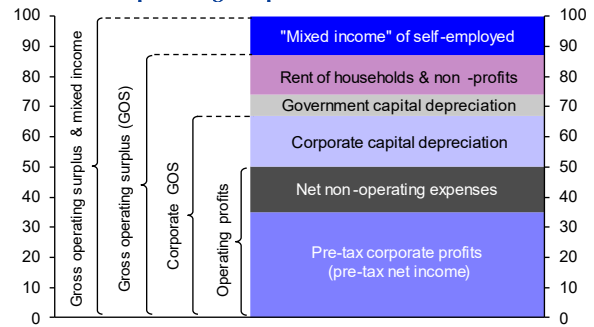 100
90
80
70
60
50
40
30
20
10
0
Gross operating surplus & mixed income
Gross operating surplus (GOS)
Corporate GOS
Operating profits
"Mixed income" of self-employed
Rent of households & non -profits
Government capital depreciation
Corporate capital depreciation
Net non -operating expenses
Pre-tax corporate profits
(pre-tax net income)
100
90
80
70
60
50
40
30
20
10
0